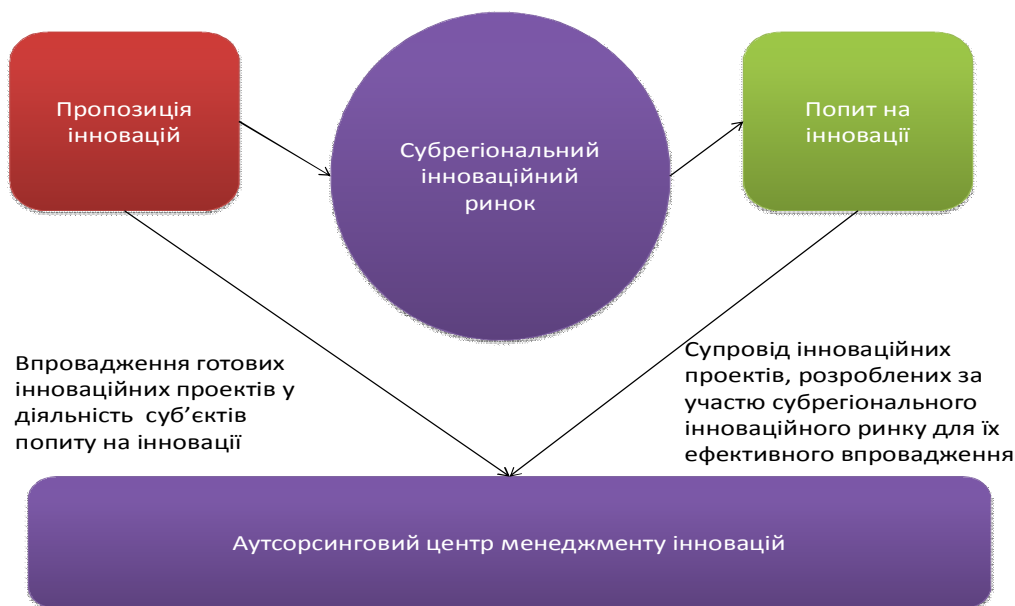 Пропозиція
інновацій
Субрегіональний
інноваційний
ринок
Попит на
інновації
Впровадження готових
інноваційних проектів у
діяльність суб’єктів
попиту на інновації
Супровід інноваційних
проектів, розроблених за
участю субрегіонального
інноваційного ринку для їх
ефективного впровадження
Аутсорсинговий центр менеджменту інновацій